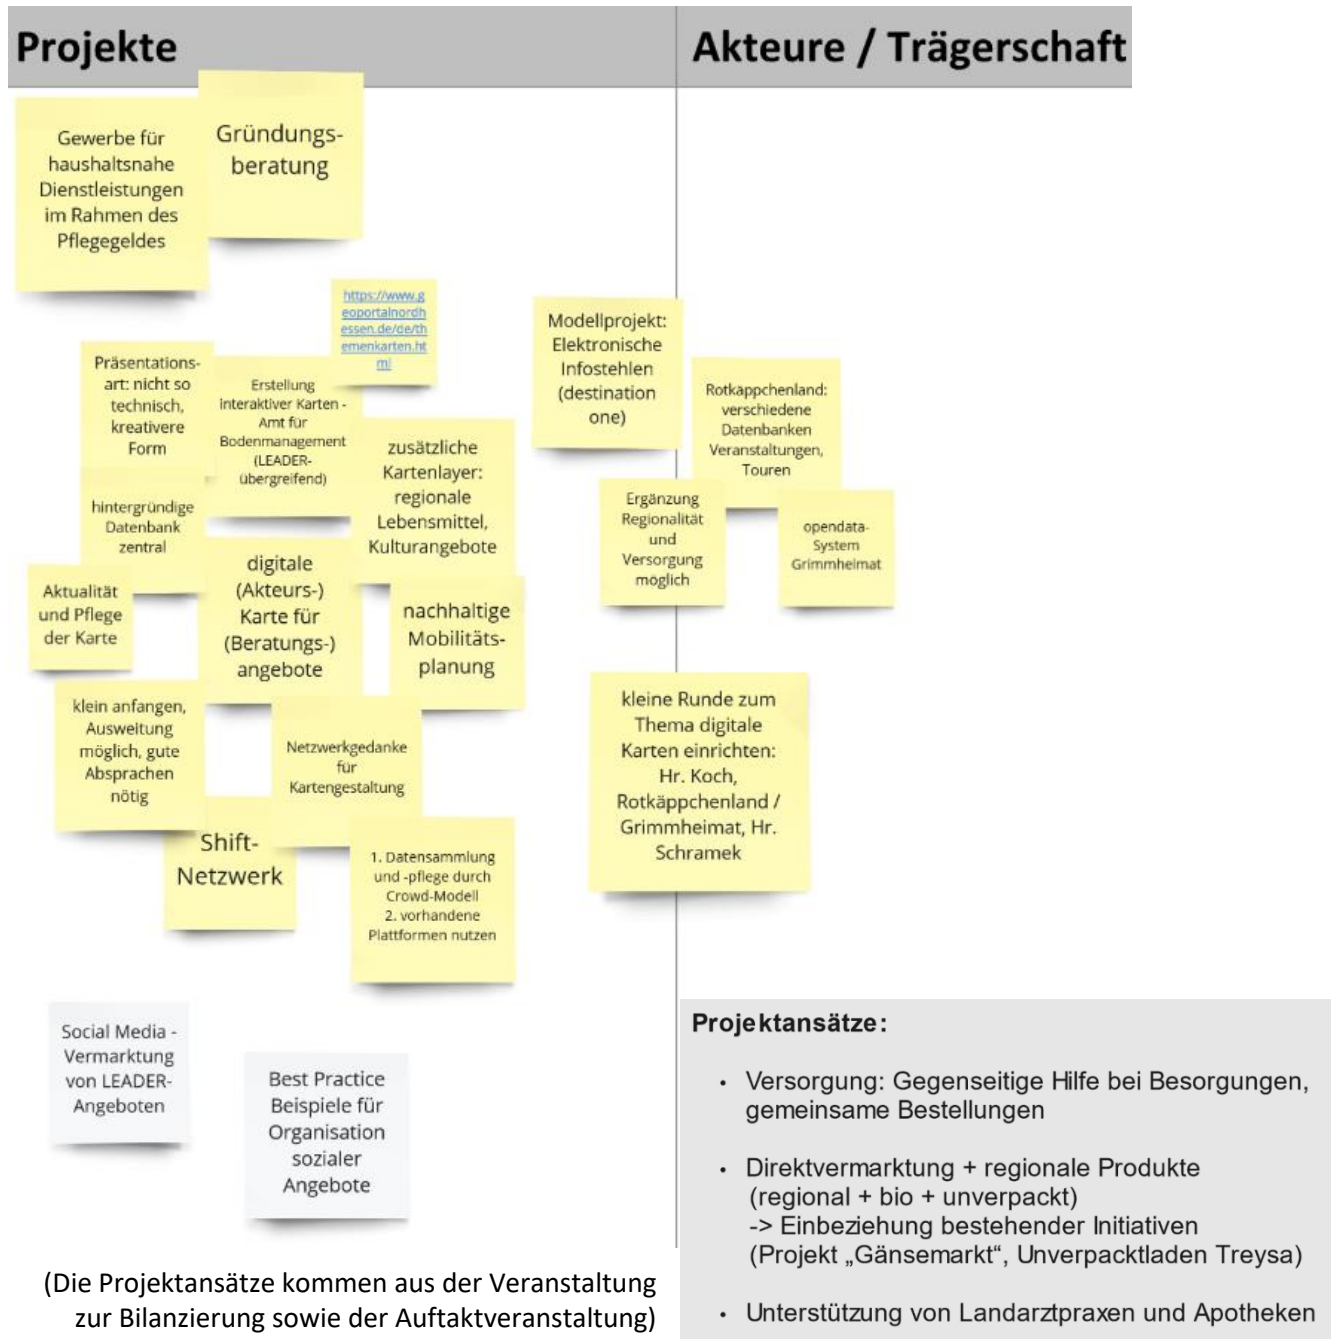 Projekte
Akteure / Trägerschaft
Gewerbe für
haushaltsnahe
Dienstleistungen
im Rahmen des
Pflegegeldes
Gründungs-
beratung
https://www.g
eoportalnordh
essen.de/de/th
emenkarten.ht
ml
Präsentations-
art: nicht so
technisch,
kreativere
Form
Erstellung
interaktiver Karten -
Amt für
Bodenmanagement
(LEADER-
übergreifend)
zusätzliche
Kartenlayer:
regionale
Lebensmittel,
Kulturangebote
hintergründige
Datenbank
zentral
digitale
(Akteurs-)
Karte für
(Beratungs-)
angebote
Aktualität
und Pflege
der Karte
nachhaltige
Mobilitäts-
planung
klein anfangen,
Ausweitung
möglich, gute
Absprachen
nötig
Netzwerkgedanke
für
Kartengestaltung
Shift-
Netzwerk
1. Datensammlung
und -pflege durch
Crowd-Modell
2. vorhandene
Plattformen nutzen
Modellprojekt:
Elektronische
Infostehlen
(destination
one)
Rotkäppchenland:
verschiedene
Datenbanken
Veranstaltungen,
Touren
Ergänzung
Regionalität
und
Versorgung
möglich
opendata-
System
Grimmheimat
kleine Runde zum
Thema digitale
Karten einrichten:
Hr. Koch,
Rotkäppchenland /
Grimmheimat, Hr.
Schramek
Social Media -
Vermarktung
von LEADER-
Angeboten
Best Practice
Beispiele für
Organisation
sozialer
Angebote
(Die Projektansätze kommen aus der Veranstaltung
zur Bilanzierung sowie der Auftaktveranstaltung)
Projektansätze:
• Versorgung: Gegenseitige Hilfe bei Besorgungen,
gemeinsame Bestellungen
• Direktvermarktung + regionale Produkte
(regional + bio + unverpackt)
-> Einbeziehung bestehender Initiativen
(Projekt „Gänsemarkt“, Unverpacktladen Treysa)
• Unterstützung von Landarztpraxen und Apotheken